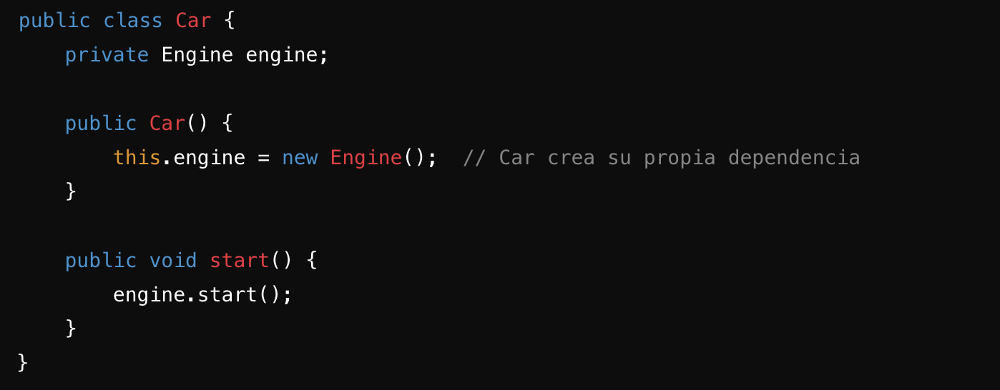 public class Car {
    private Engine engine;

    public Car() {
        this.engine = new Engine();  // Car crea su propia dependencia
    }

    public void start() {
        engine.start();
    }
}